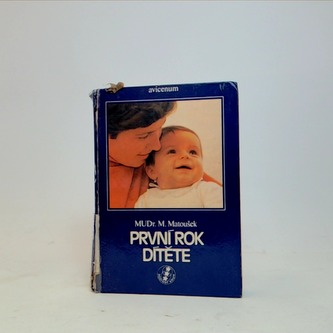 avicenum
MUDr. M. Matoušek
PRVNÍ ROK
DÍTĚTE